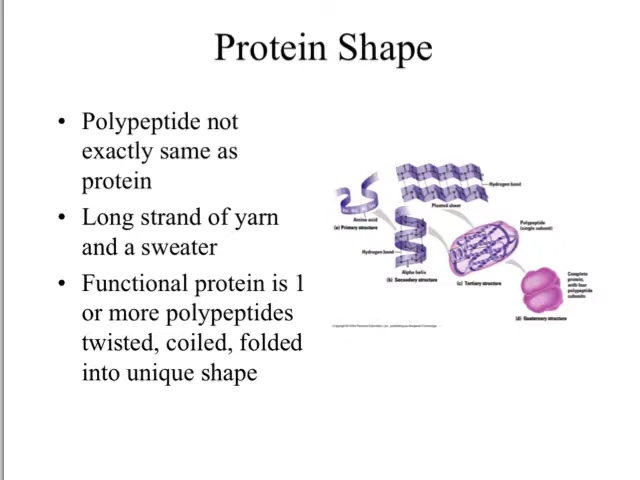 Protein Shape
• Polypeptide not
exactly same as
protein
• Long strand of yarn
and a sweater
• Functional protein is 1
or more polypeptides
twisted, coiled, folded
into unique shape
Hydrogen bond
Pleated sheet
Amino acid
(a) Primary structure
Hydrogen bond
Alpha helix
(b) Secondary structure
Polypeptide
(single subunit)
(c) Tertiary structure
Complete
protein,
with four
polypeptide
subunits
(d) Quaternary structure